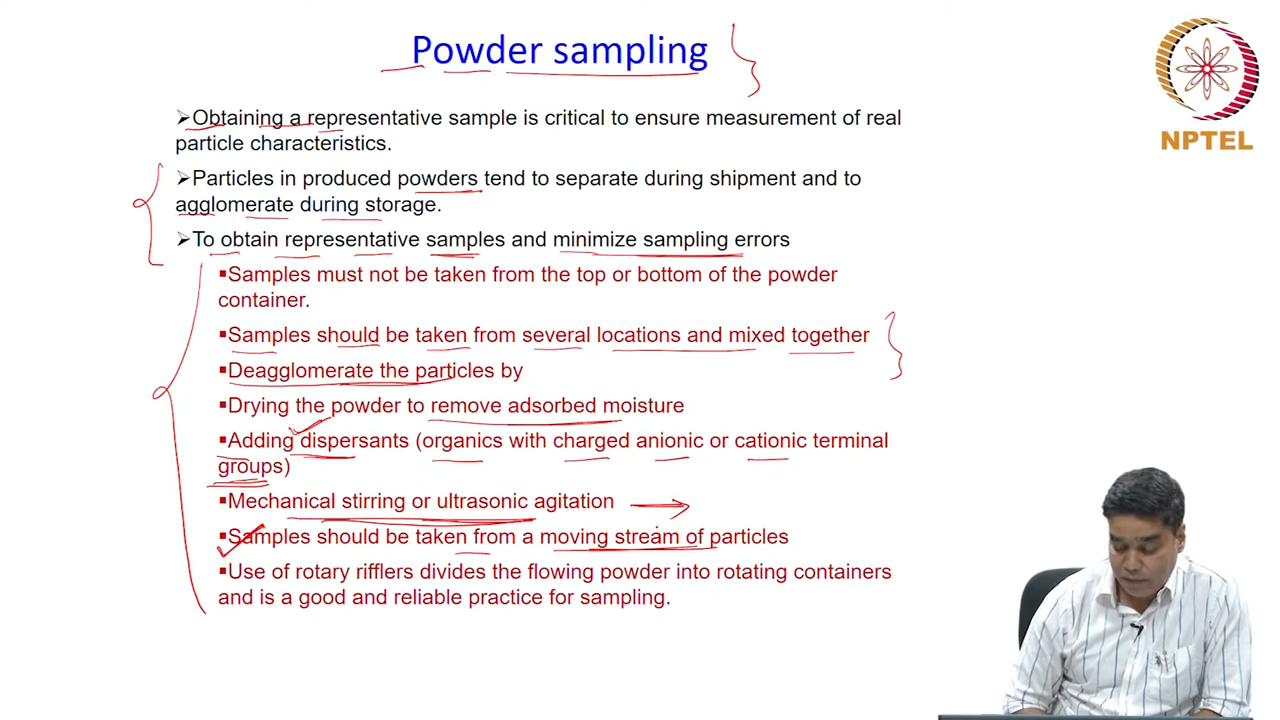 Powder sampling
➢Obtaining a representative sample is critical to ensure measurement of real
particle characteristics.
➢Particles in produced powders tend to separate during shipment and to
agglomerate during storage.
➢To obtain representative samples and minimize sampling errors
▪Samples must not be taken from the top or bottom of the powder
container.
▪Samples should be taken from several locations and mixed together
▪Deagglomerate the particles by
▪Drying the powder to remove adsorbed moisture
▪Adding dispersants (organics with charged anionic or cationic terminal
groups)
▪Mechanical stirring or ultrasonic agitation
▪Samples should be taken from a moving stream of particles
▪Use of rotary rifflers divides the flowing powder into rotating containers
and is a good and reliable practice for sampling.
NPTEL